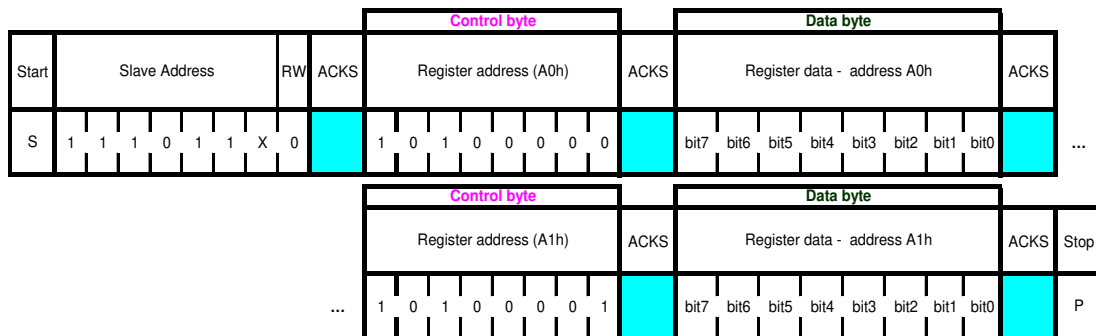 Control byte Data byte
Start Slave Address RW ACKS Register address (A0h) ACKS Register data - address A0h ACKS
S 1 1 1 0 1 1 X 0 1 0 1 0 0 0 0 0 bit7 bit6 bit5 bit4 bit3 bit2 bit1 bit0 ...
Control byte Data byte
Register address (A1h) ACKS Register data - address A1h ACKS Stop
... 1 0 1 0 0 0 0 1 bit7 bit6 bit5 bit4 bit3 bit2 bit1 bit0 P